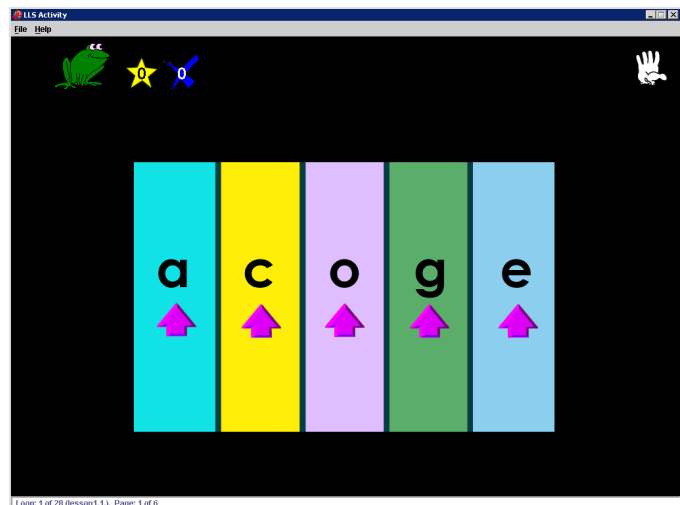 LLS Activity
File Help
0 0
a c o g e
Loop: 1 of 28 (lesson1.1), Page: 1 of 6